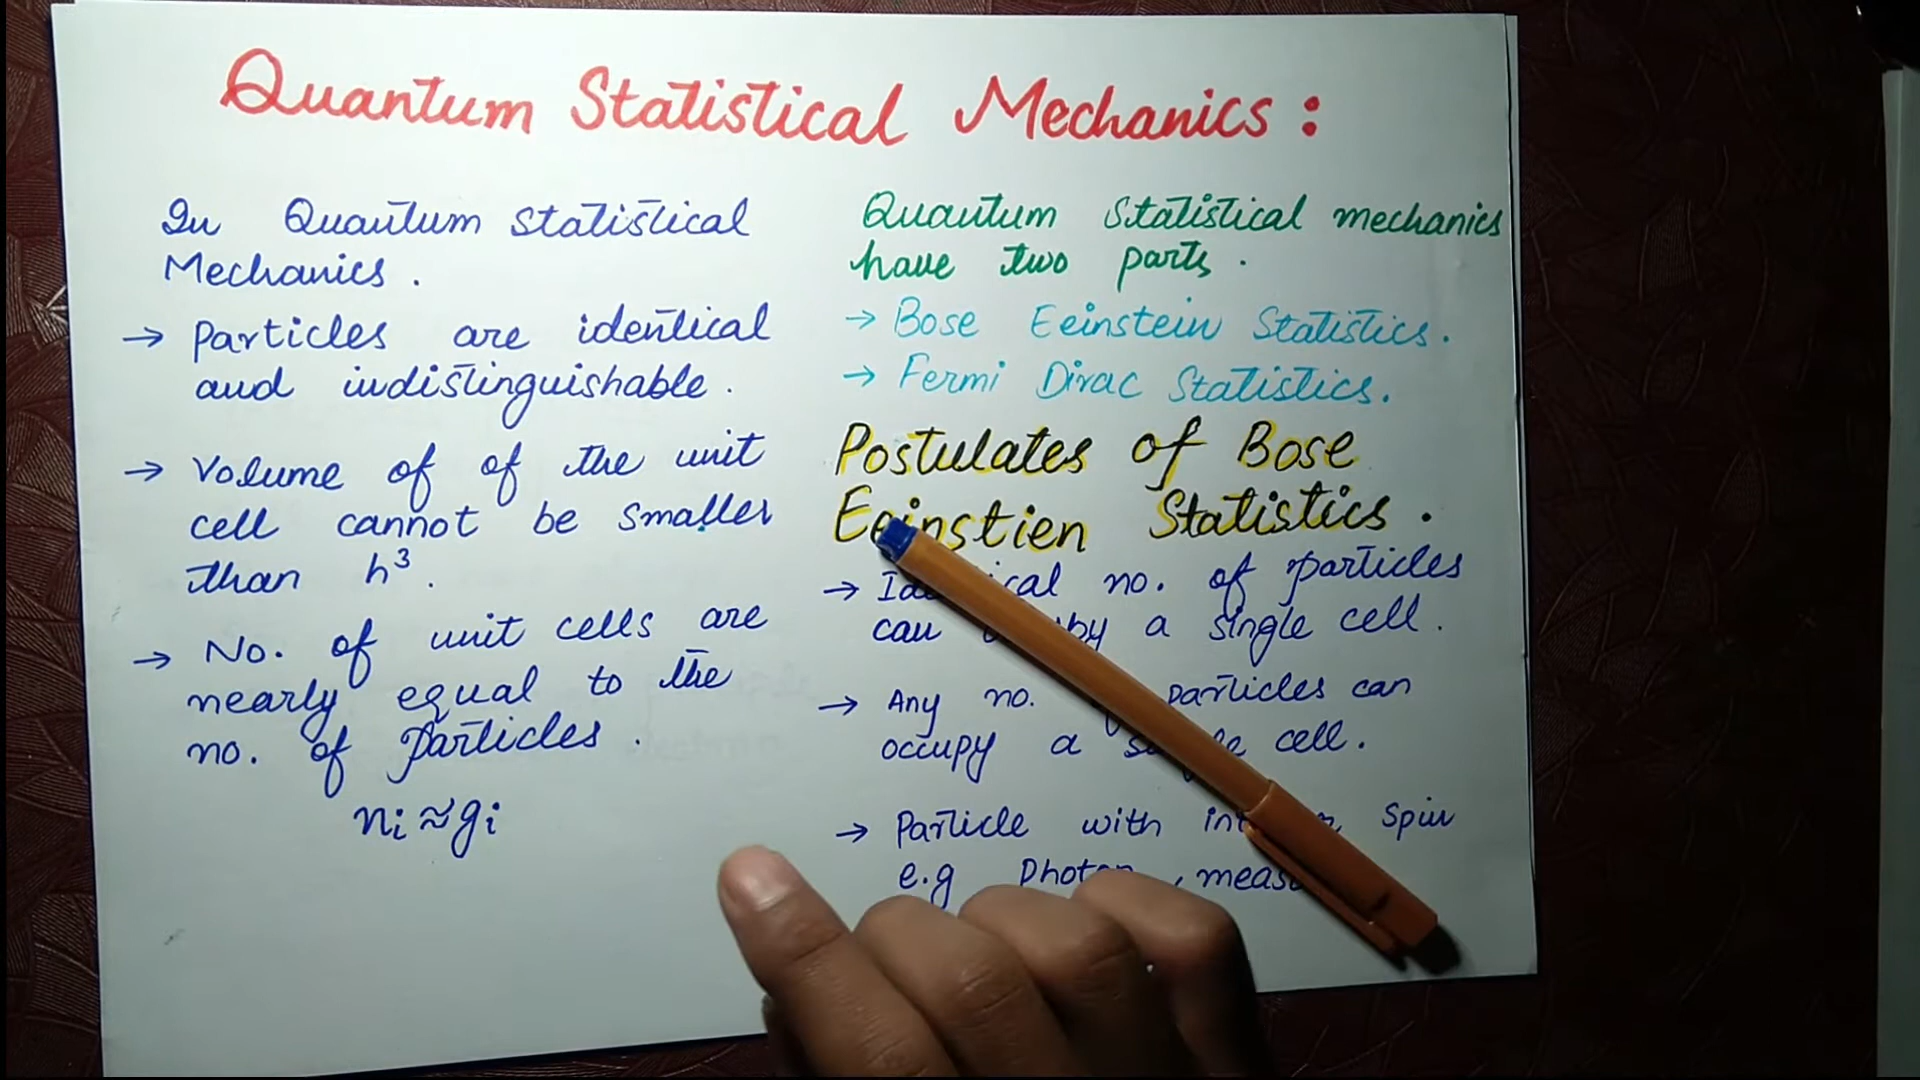 Quantum Statistical Mechanics :
In Quantum Statistical
Mechanics .
→ Particles are identical
and indistinguishable .
→ Volume of of the unit
cell cannot be smaller
than h³ .
→ No. of unit cells are
nearly equal to the
no. of particles .
ni ≈ gi
Quantum Statistical mechanics
have two parts .
→ Bose Eeinstein Statistics .
→ Fermi Dirac Statistics .
Postulates of Bose
Eeinstien Statistics .
→ no. of particles
can a single cell .
→ Any no. particles can
occupy a cell .
→ Particle with spin
e.g ,